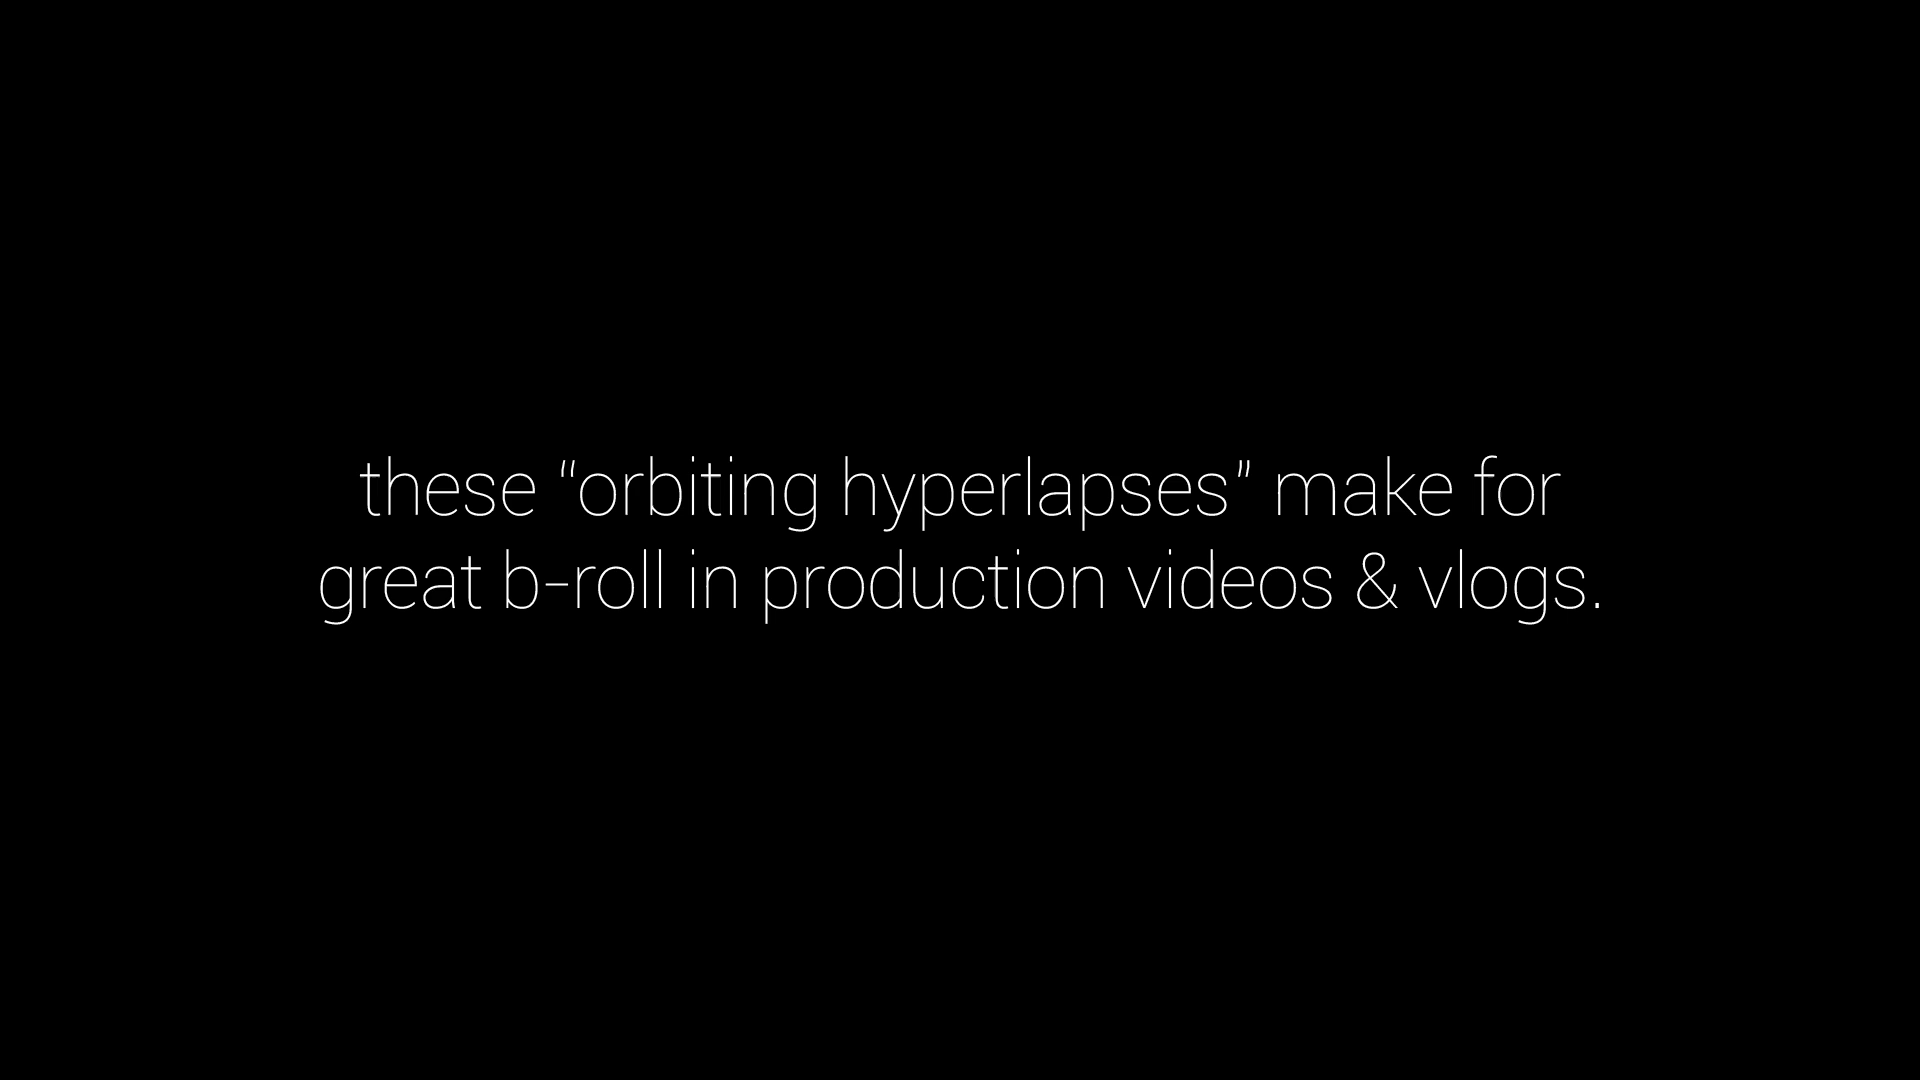 these “orbiting hyperlapses” make for
great b-roll in production videos & vlogs.